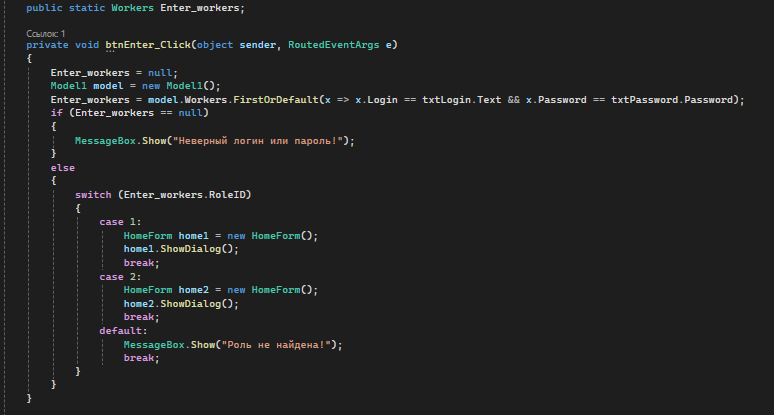 public static Workers Enter_workers;
Ссылок: 1
private void btnEnter_Click(object sender, RoutedEventArgs e)
{
Enter_workers = null;
Model1 model = new Model1();
Enter_workers = model.Workers.FirstOrDefault(x => x.Login == txtLogin.Text && x.Password == txtPassword.Password);
if (Enter_workers == null)
{
MessageBox.Show("Неверный логин или пароль!");
}
else
{
switch (Enter_workers.RoleID)
{
case 1:
HomeForm home1 = new HomeForm();
home1.ShowDialog();
break;
case 2:
HomeForm home2 = new HomeForm();
home2.ShowDialog();
break;
default:
MessageBox.Show("Роль не найдена!");
break;
}
}
}